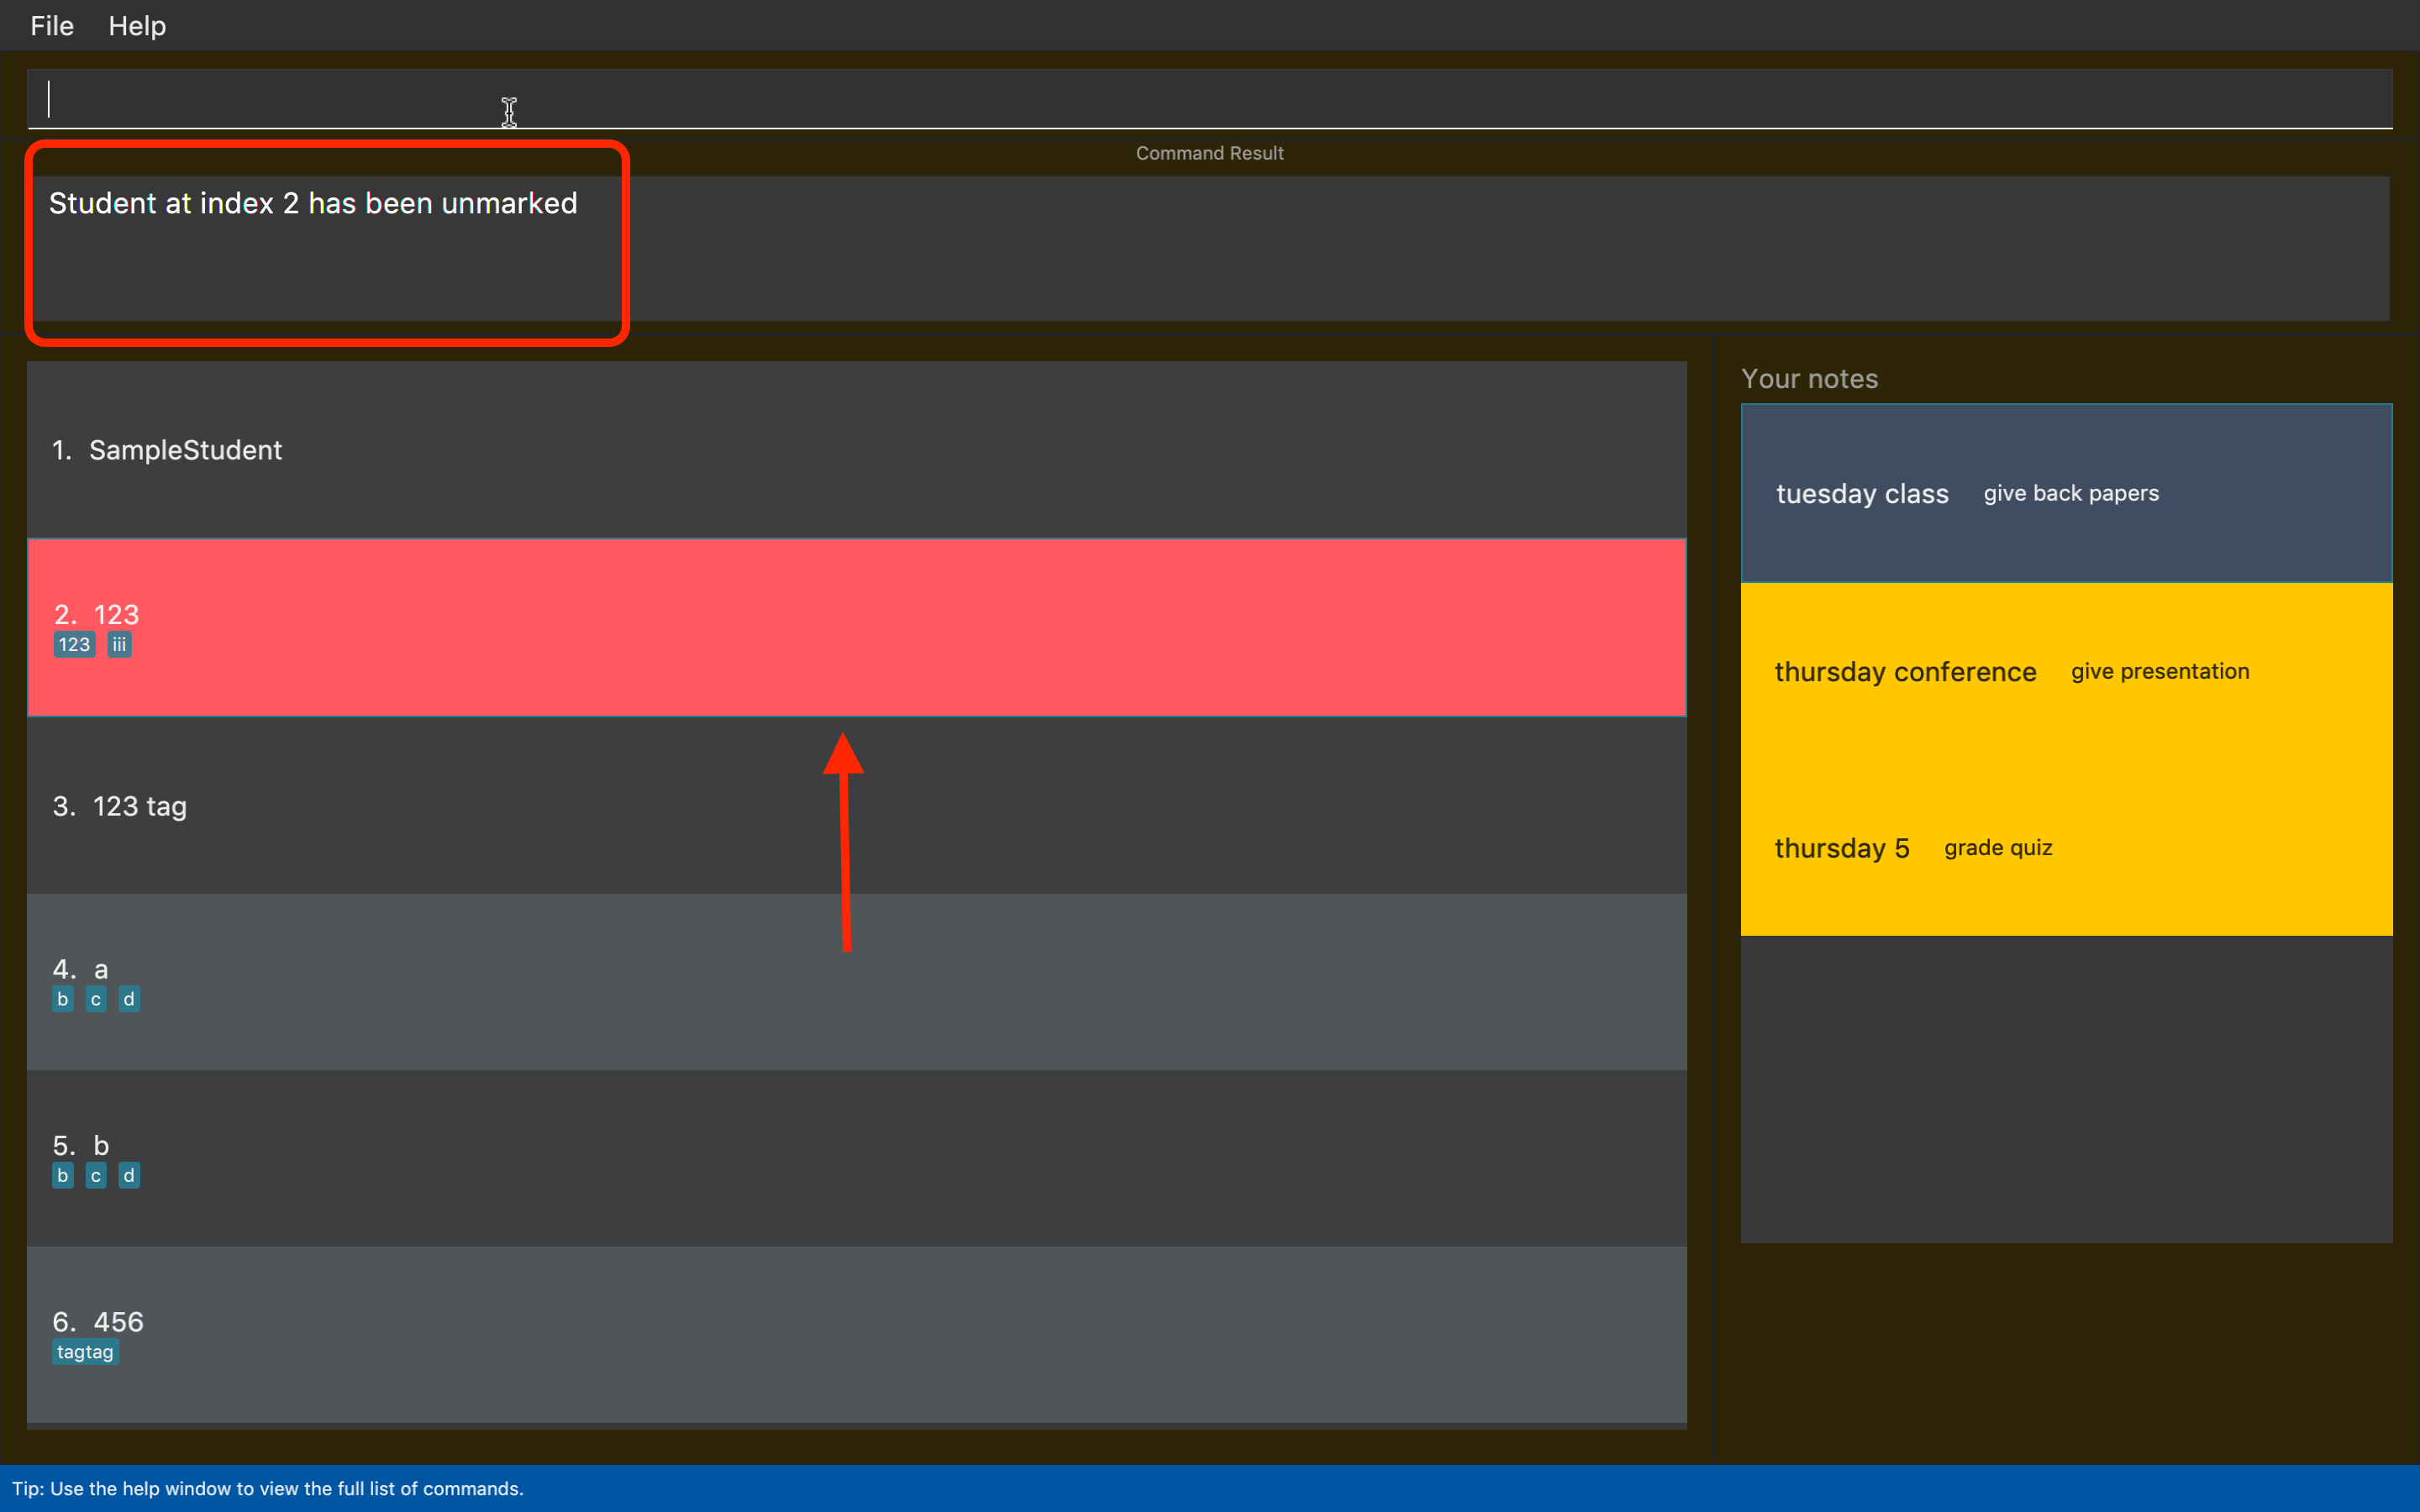 File Help
Command Result
Student at index 2 has been unmarked
1. SampleStudent
2. 123
123 iii
3. 123 tag
4. a
b c d
5. b
b c d
6. 456
tagtag
Your notes
tuesday class give back papers
thursday conference give presentation
thursday 5 grade quiz
Tip: Use the help window to view the full list of commands.